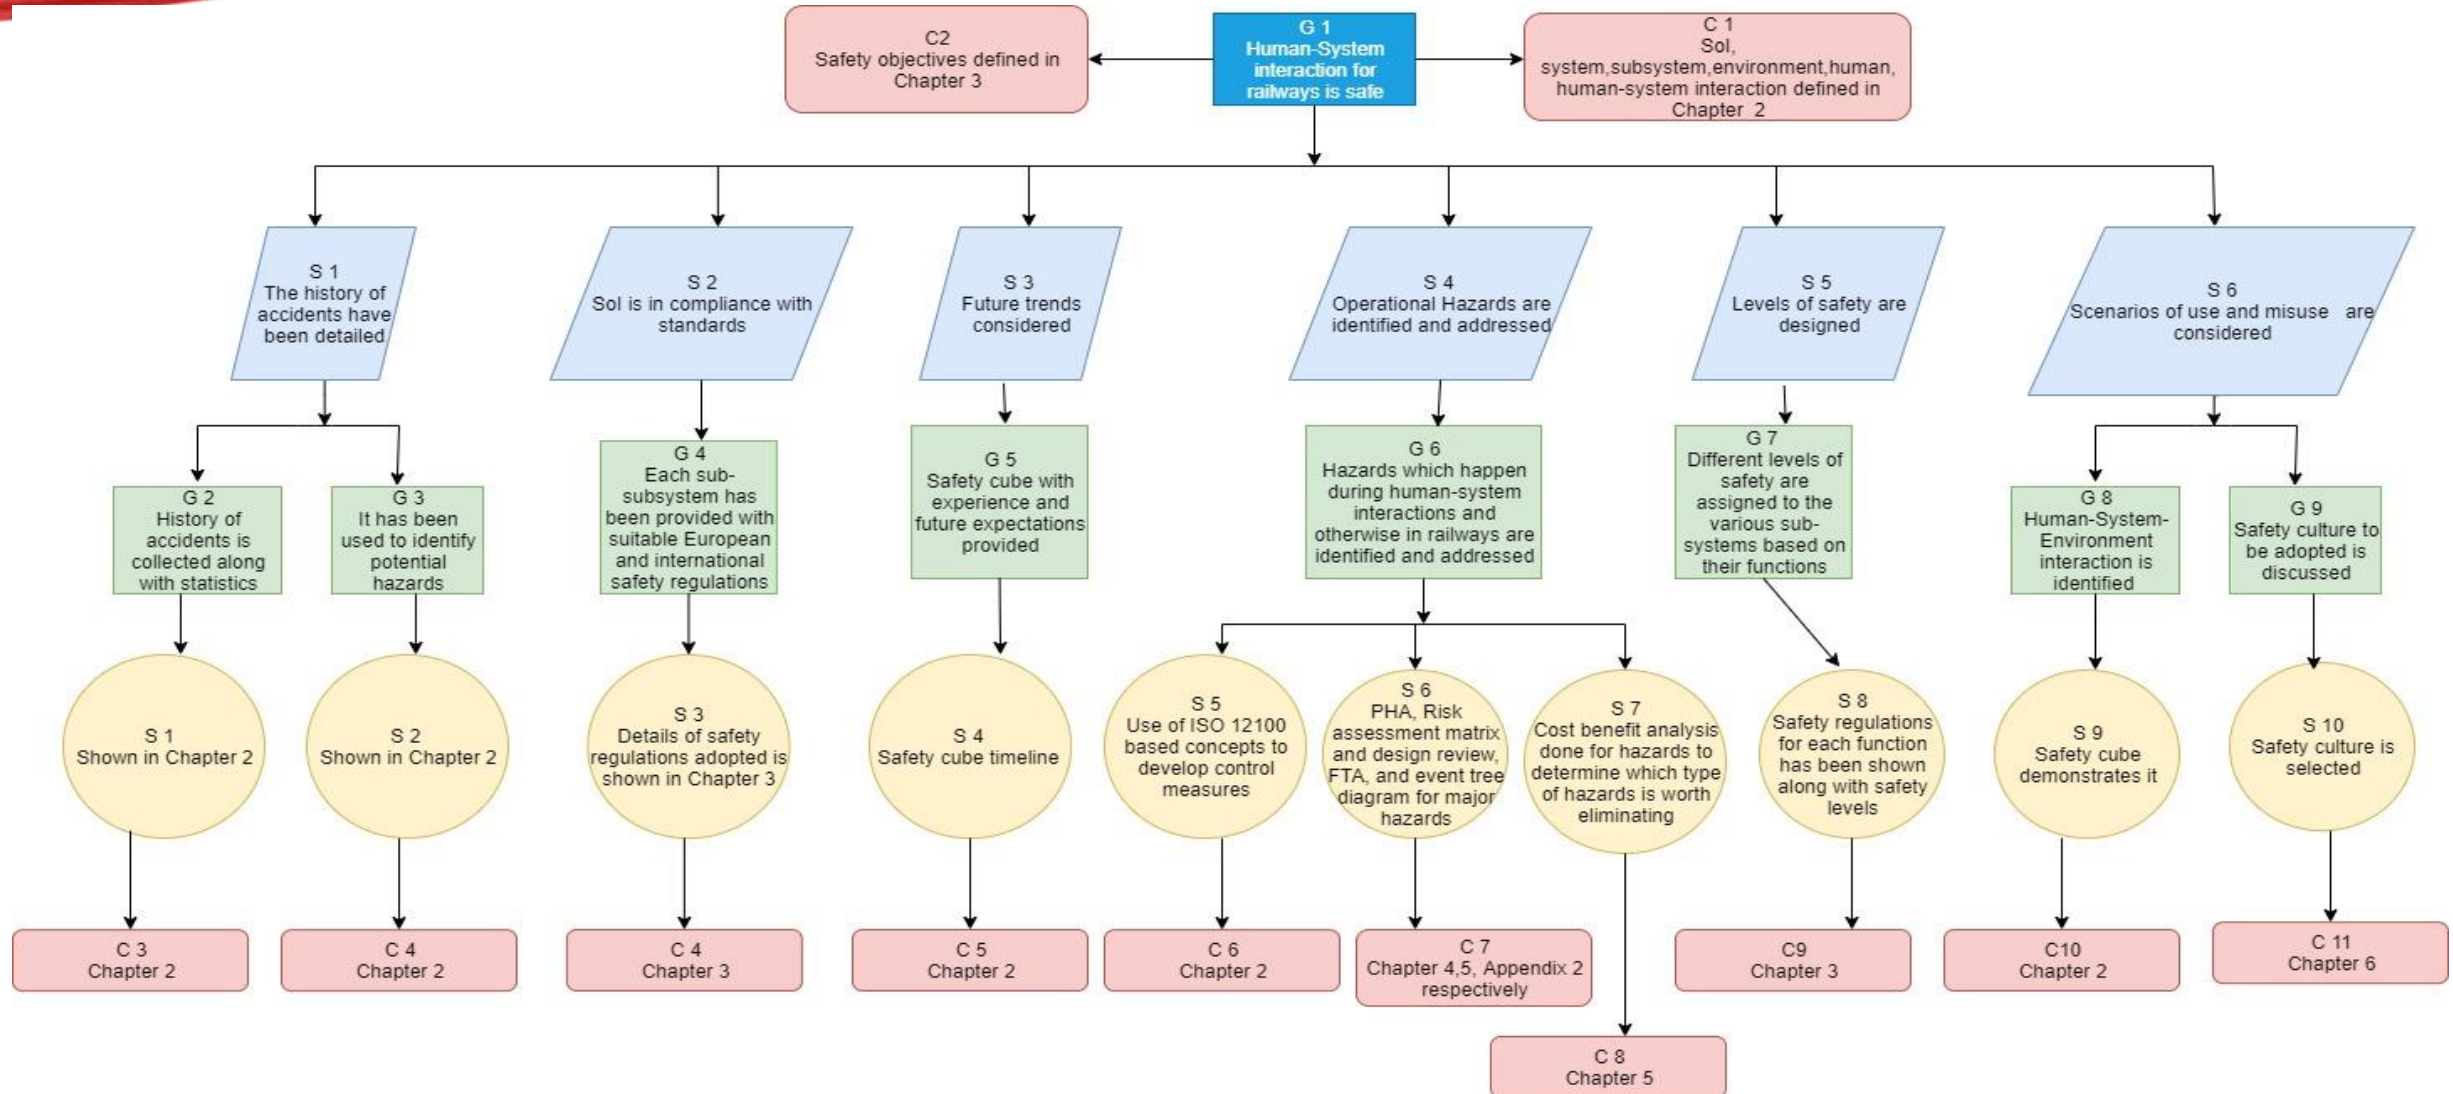 C2
Safety objectives defined in
Chapter 3
G 1
Human-System
interaction for
railways is safe
C 1
SoI,
system,subsystem,environment,human,
human-system interaction defined in
Chapter 2
S 1
The history of
accidents have
been detailed
S 2
SoI is in compliance with
standards
S 3
Future trends
considered
S 4
Operational Hazards are
identified and addressed
S 5
Levels of safety are
designed
S 6
Scenarios of use and misuse are
considered
G 2
History of
accidents is
collected along
with statistics
G 3
It has been
used to identify
potential
hazards
G 4
Each sub-
subsystem has
been provided with
suitable European
and international
safety regulations
G 5
Safety cube with
experience and
future expectations
provided
G 6
Hazards which happen
during human-system
interactions and
otherwise in railways are
identified and addressed
G 7
Different levels of
safety are
assigned to the
various sub-
systems based on
their functions
G 8
Human-System-
Environment
interaction is
identified
G 9
Safety culture to
be adopted is
discussed
S 1
Shown in Chapter 2
S 2
Shown in Chapter 2
S 3
Details of safety
regulations adopted is
shown in Chapter 3
S 4
Safety cube timeline
S 5
Use of ISO 12100
based concepts to
develop control
measures
S 6
PHA, Risk
assessment matrix
and design review,
FTA, and event tree
diagram for major
hazards
S 7
Cost benefit analysis
done for hazards to
determine which type
of hazards is worth
eliminating
S 8
Safety regulations
for each function
has been shown
along with safety
levels
S 9
Safety cube
demonstrates it
S 10
Safety culture is
selected
C 3
Chapter 2
C 4
Chapter 2
C 4
Chapter 3
C 5
Chapter 2
C 6
Chapter 2
C 7
Chapter 4,5, Appendix 2
respectively
C9
Chapter 3
C10
Chapter 2
C 11
Chapter 6
C 8
Chapter 5